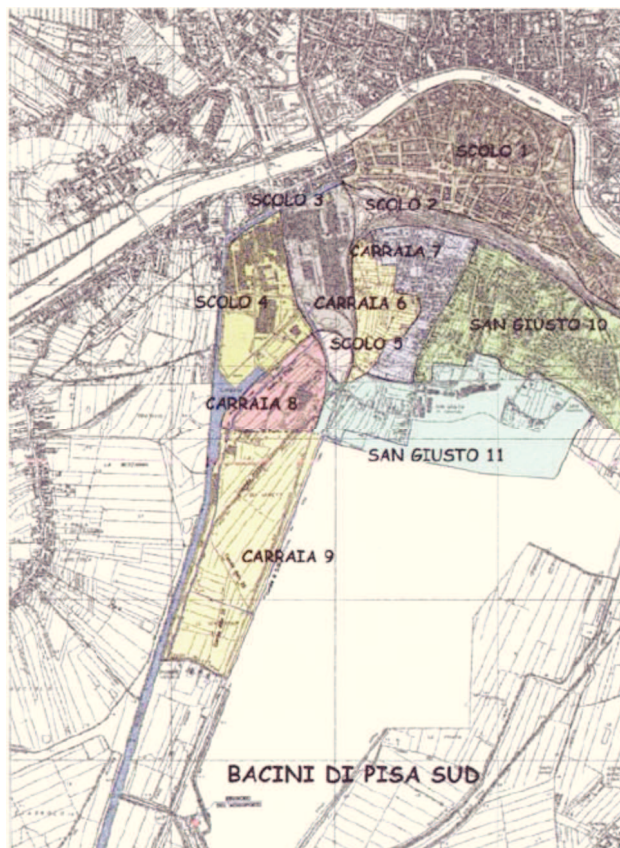 SCOLO 1
SCOLO 3
SCOLO 2
CARRAIA 7
SCOLO 4
CARRAIA 6
SAN GIUSTO 10
SCOLO 5
CARRAIA 8
SAN GIUSTO 11
CARRAIA 9
BACINI DI PISA SUD